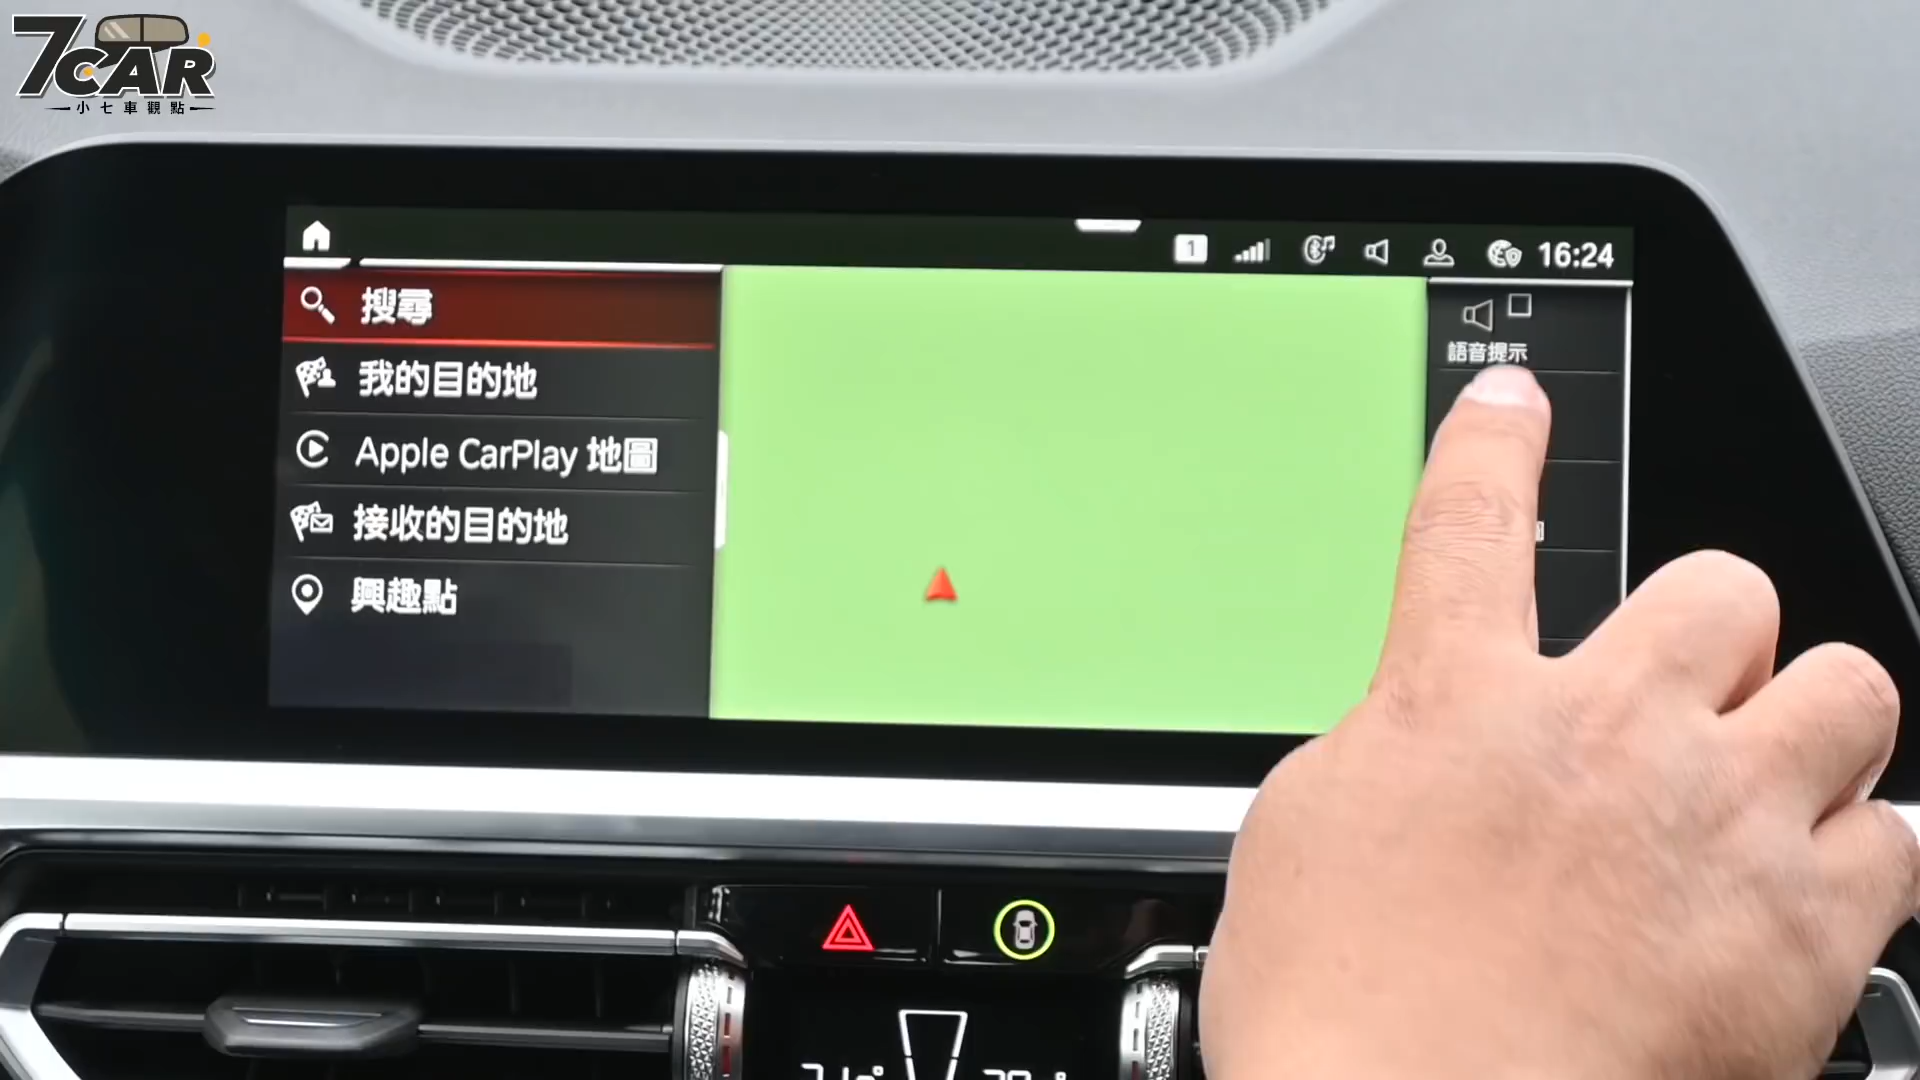 7CAR
小七車觀點
1
16:24
搜尋
我的目的地
Apple CarPlay 地圖
接收的目的地
興趣點
語音提示